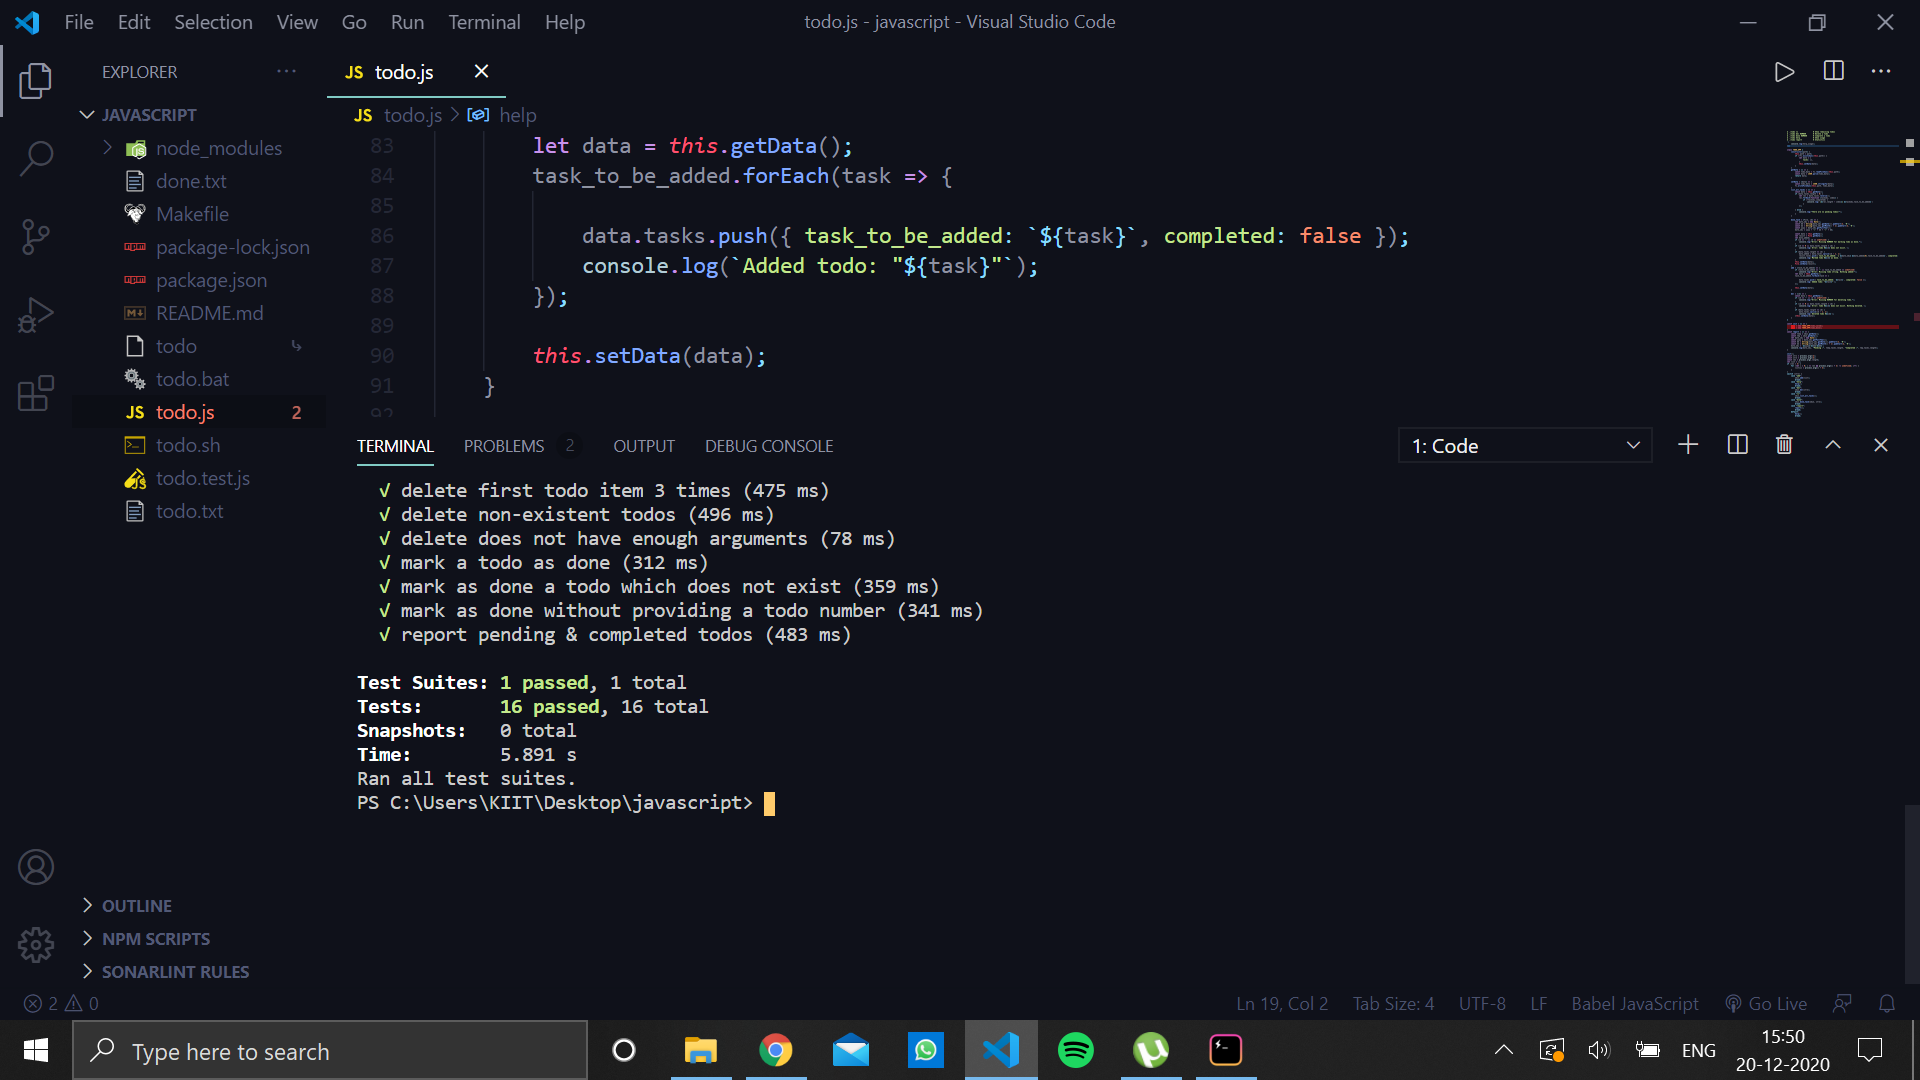 File Edit Selection View Go Run Terminal Help
todo.js - javascript - Visual Studio Code
EXPLORER
JS todo.js
JAVASCRIPT
JS todo.js > help
node_modules
done.txt
Makefile
package-lock.json
package.json
README.md
todo
todo.bat
JS todo.js 2
todo.sh
todo.test.js
todo.txt
83 let data = this.getData();
84 task_to_be_added.forEach(task => {
85
86 data.tasks.push({ task_to_be_added: `${task}`, completed: false });
87 console.log(`Added todo: "${task}"`);
88 });
89
90 this.setData(data);
91 }
92
TERMINAL PROBLEMS 2 OUTPUT DEBUG CONSOLE
1: Code
√ delete first todo item 3 times (475 ms)
√ delete non-existent todos (496 ms)
√ delete does not have enough arguments (78 ms)
√ mark a todo as done (312 ms)
√ mark as done a todo which does not exist (359 ms)
√ mark as done without providing a todo number (341 ms)
√ report pending & completed todos (483 ms)
Test Suites: 1 passed, 1 total
Tests: 16 passed, 16 total
Snapshots: 0 total
Time: 5.891 s
Ran all test suites.
PS C:\Users\KIIT\Desktop\javascript>
OUTLINE
NPM SCRIPTS
SONARLINT RULES
2 0
Ln 19, Col 2 Tab Size: 4 UTF-8 LF Babel JavaScript Go Live
Type here to search
ENG
15:50
20-12-2020